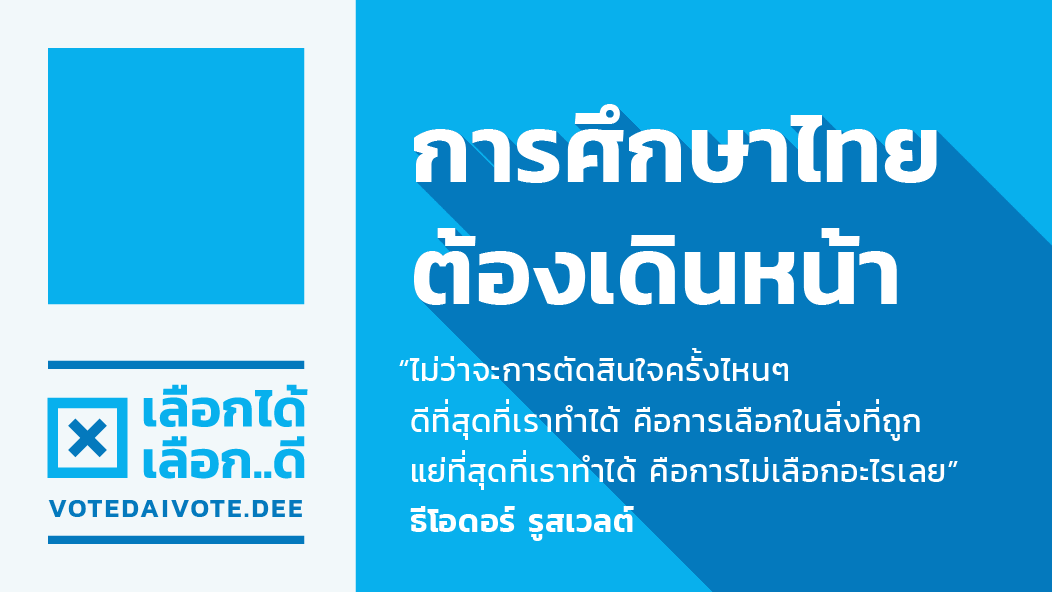 การศึกษาไทย
ต้องเดินหน้า
“ไม่ว่าจะการตัดสินใจครั้งไหนๆ
ดีที่สุดที่เราทำได้ คือการเลือกในสิ่งที่ถูก
แย่ที่สุดที่เราทำได้ คือการไม่เลือกอะไรเลย”
ธีโอดอร์ รูสเวลต์
เลือกได้
เลือก..ดี
VOTEDAIVOTE.DEE